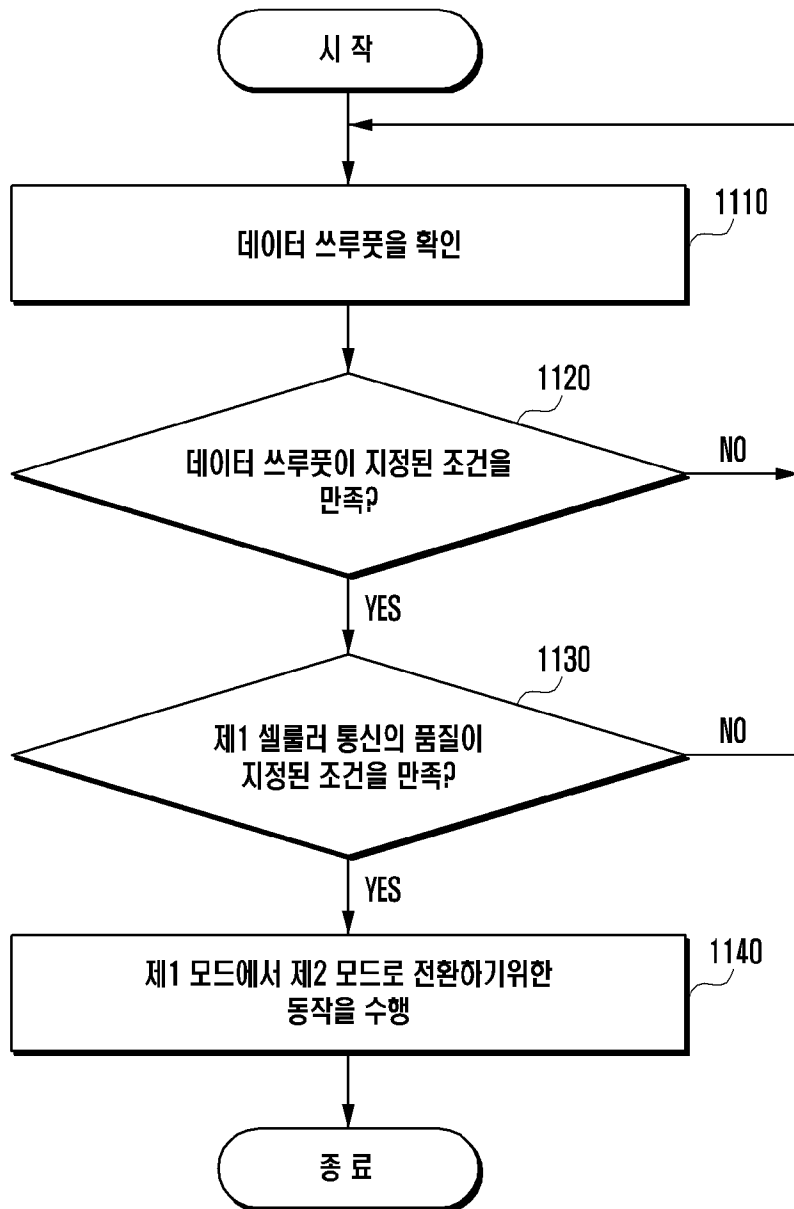 시 작
데이터 쓰루풋을 확인
1110
데이터 쓰루풋이 지정된 조건을
만족?
1120
NO
YES
제1 셀룰러 통신의 품질이
지정된 조건을 만족?
1130
NO
YES
제1 모드에서 제2 모드로 전환하기위한
동작을 수행
1140
종 료